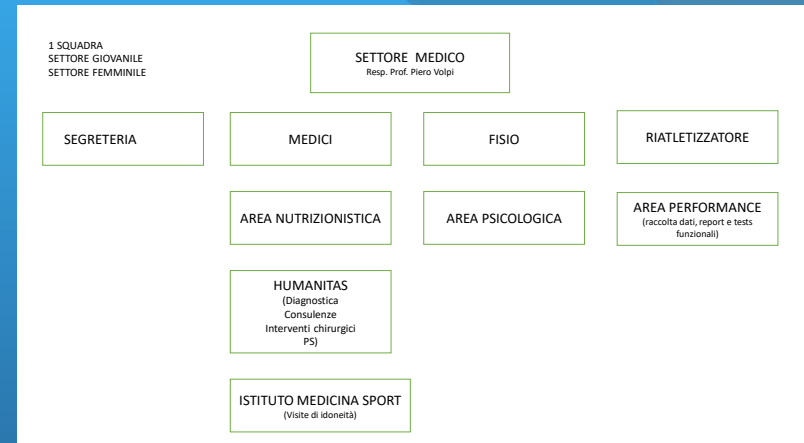 1 SQUADRA
SETTORE GIOVANILE
SETTORE FEMMINILE
SETTORE MEDICO
Resp. Prof. Piero Volpi
SEGRETERIA
MEDICI
FISIO
RIATLETIZZATORE
AREA NUTRIZIONISTICA
AREA PSICOLOGICA
AREA PERFORMANCE
(raccolta dati, report e tests
funzionali)
HUMANITAS
(Diagnostica
Consulenze
Interventi chirurgici
PS)
ISTITUTO MEDICINA SPORT
(Visite di idoneità)